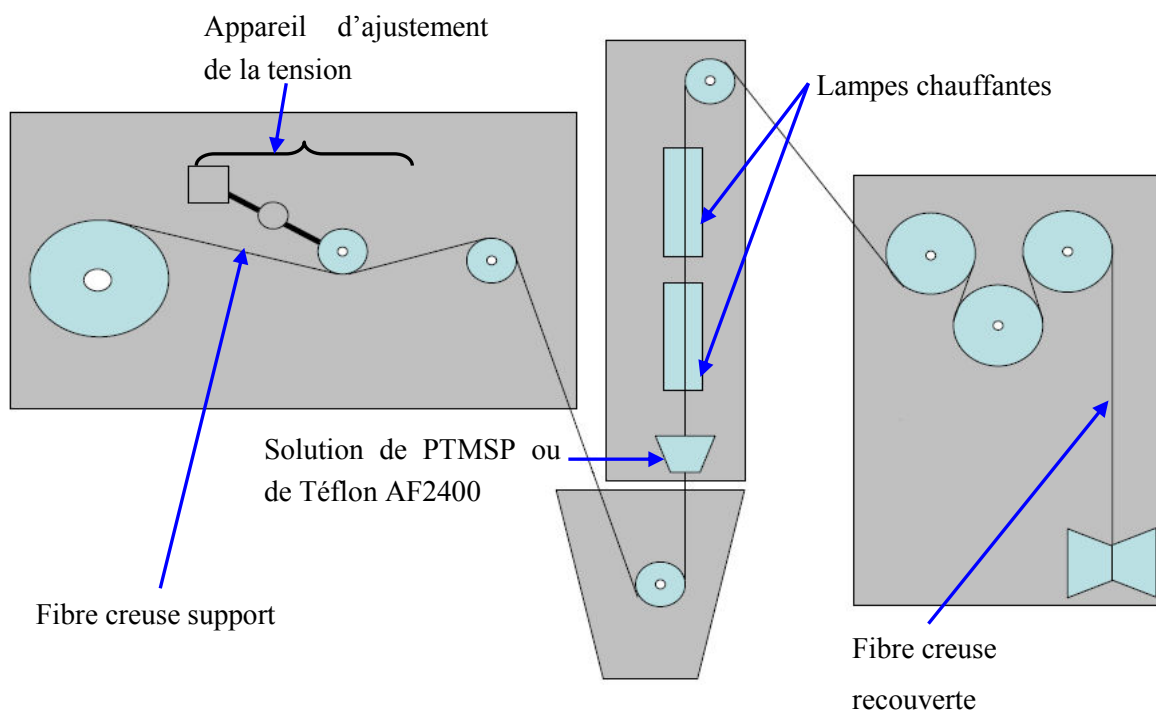 Appareil d'ajustement
de la tension
Lampes chauffantes
Solution de PTMSP ou
de Téflon AF2400
Fibre creuse support
Fibre creuse
recouverte